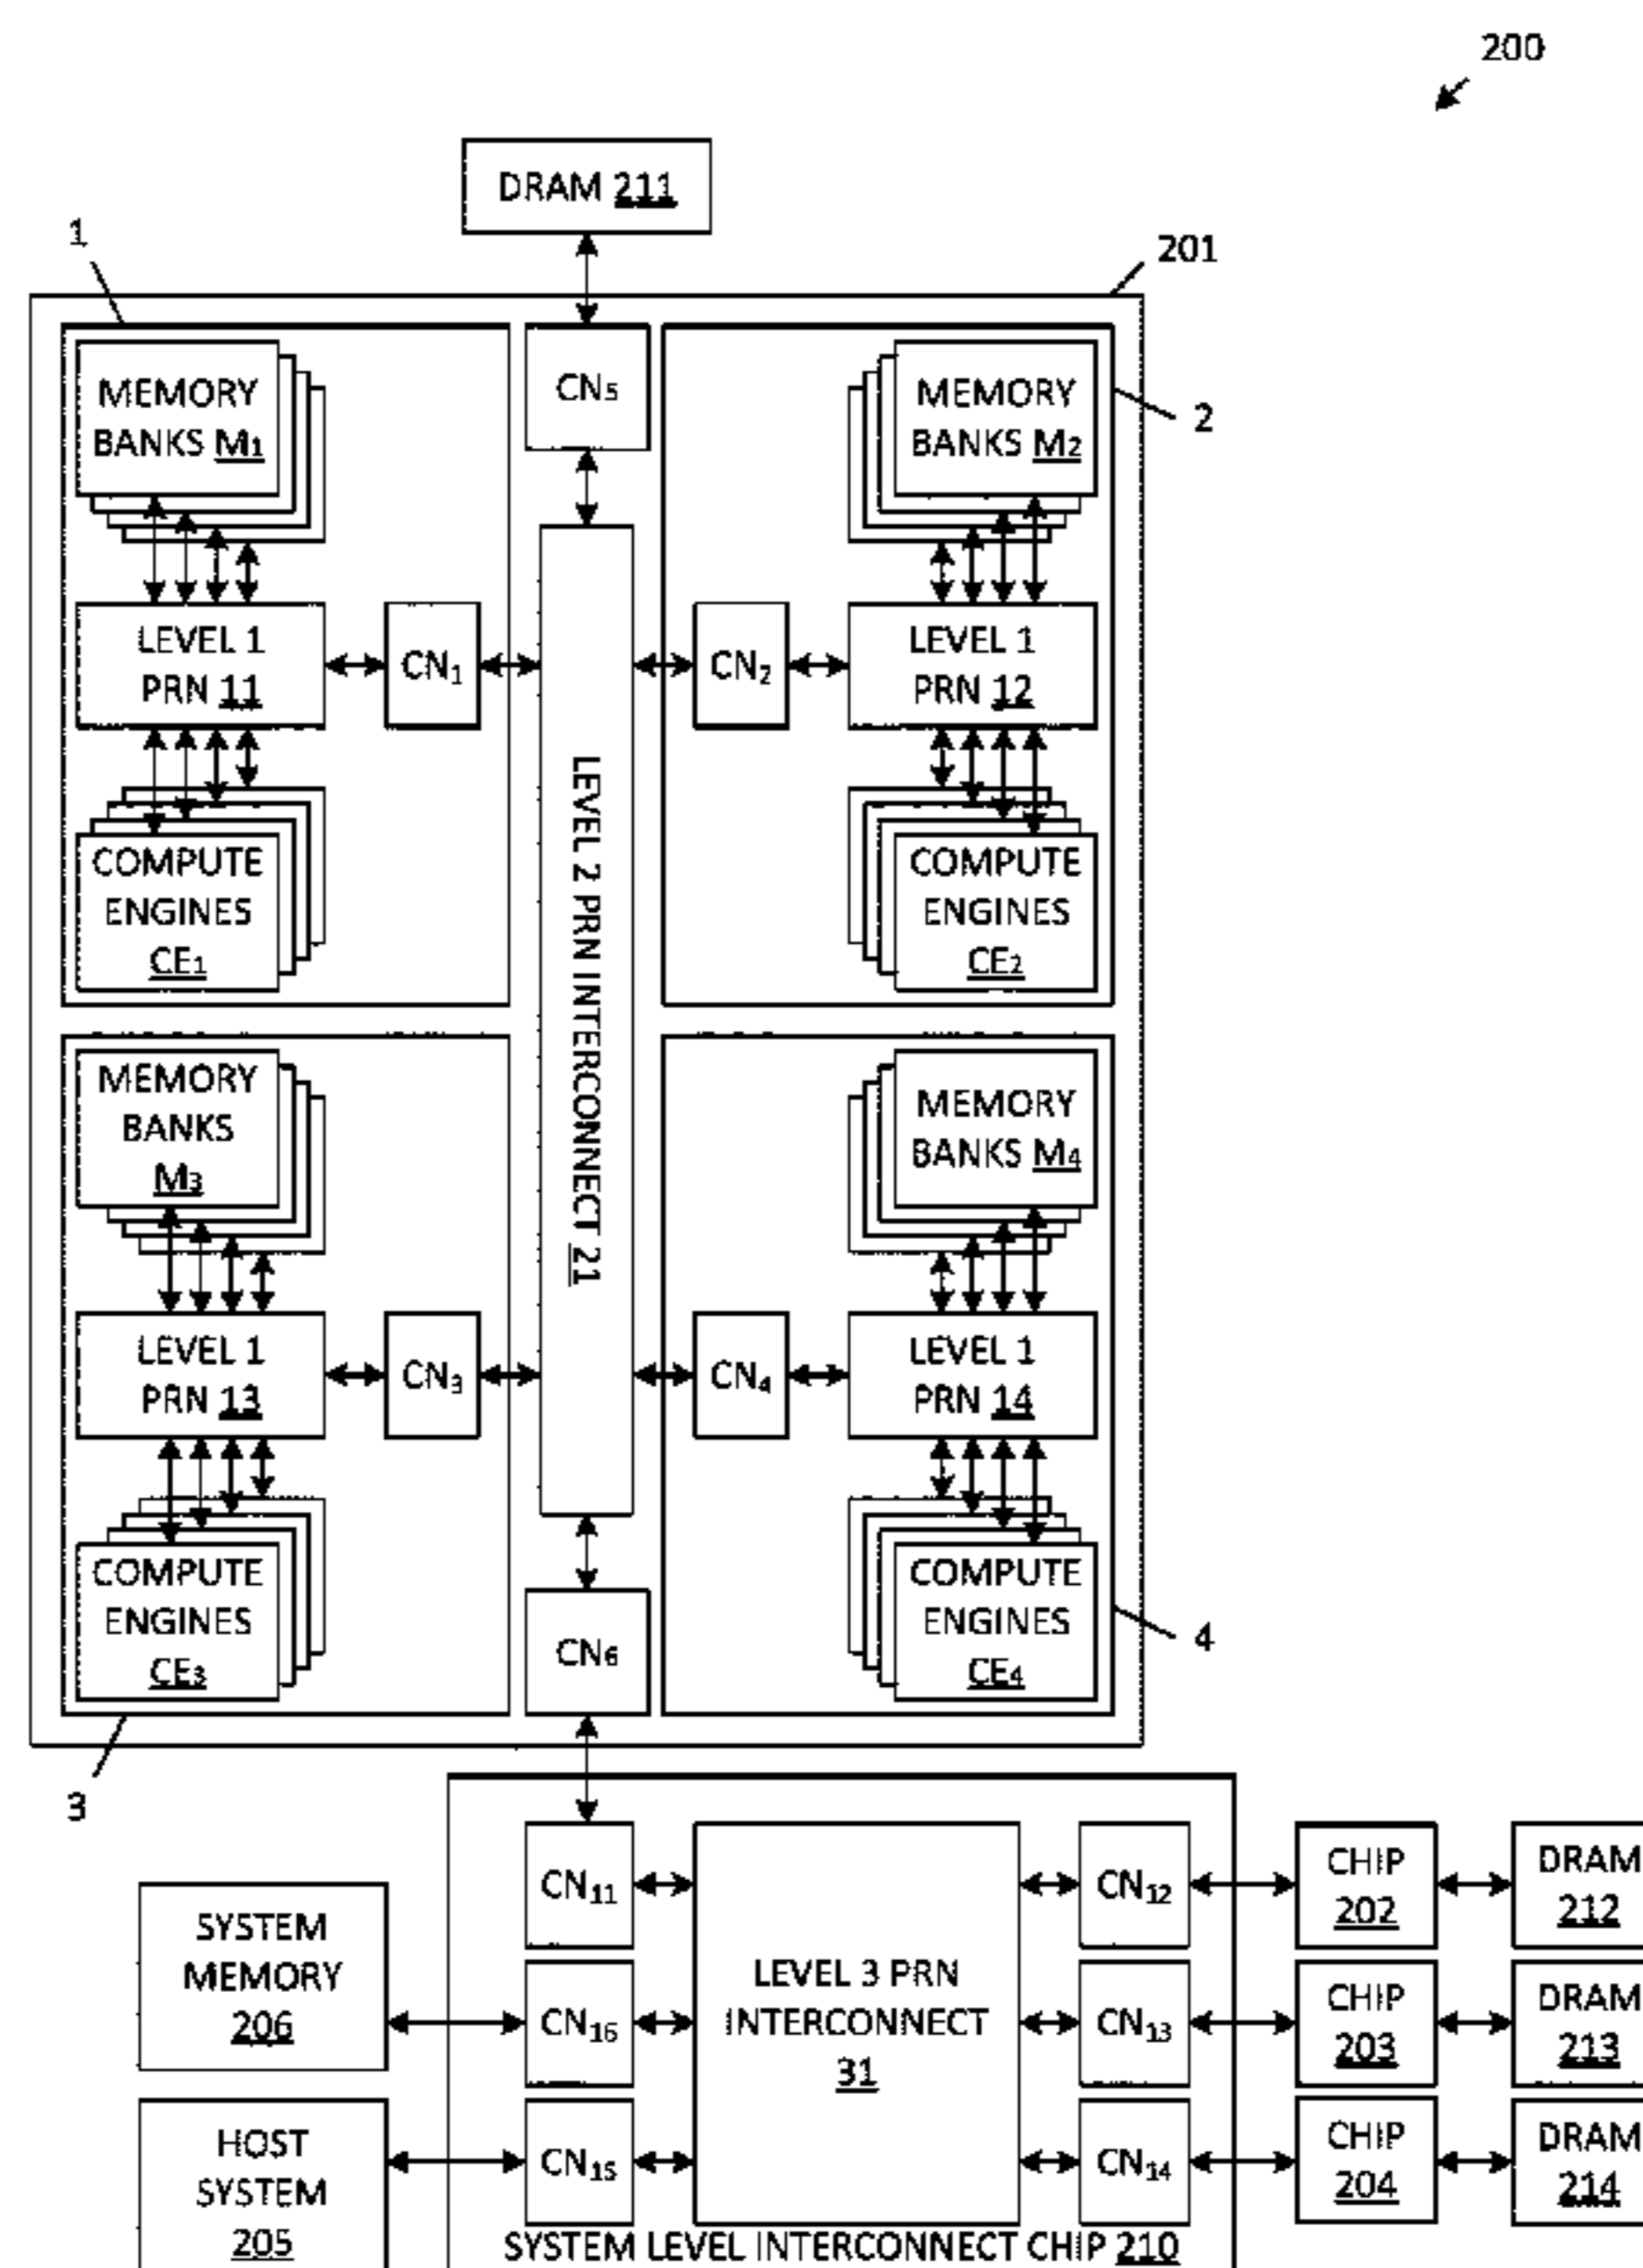 200
DRAM 211
1
201
MEMORY
BANKS M1
CN5
MEMORY
BANKS M2
2
LEVEL 1
PRN 11
CN1
CN2
LEVEL 1
PRN 12
LEVEL 2 PRN INTERCONNECT 21
COMPUTE
ENGINES
CE1
COMPUTE
ENGINES
CE2
MEMORY
BANKS
M3
MEMORY
BANKS M4
LEVEL 1
PRN 13
CN3
CN4
LEVEL 1
PRN 14
COMPUTE
ENGINES
CE3
CN6
COMPUTE
ENGINES
CE4
4
3
SYSTEM
MEMORY
206
HOST
SYSTEM
205
CN11
CN16
CN15
LEVEL 3 PRN
INTERCONNECT
31
CN12
CN13
CN14
CHIP
202
DRAM
212
CHIP
203
DRAM
213
CHIP
204
DRAM
214
SYSTEM LEVEL INTERCONNECT CHIP 210